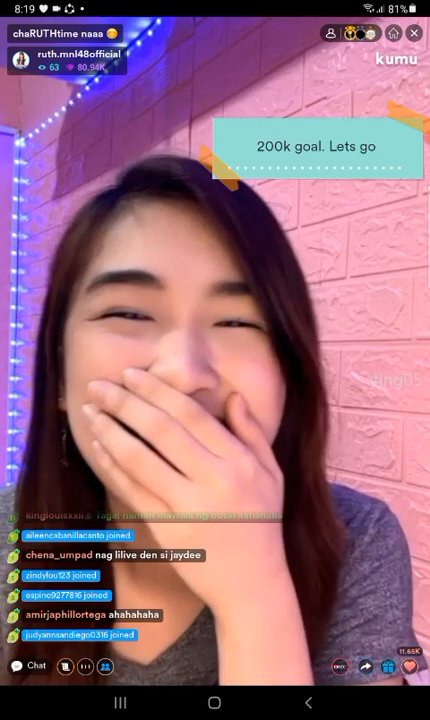 8:19
81%
chaRUTHtime naaa
ruth.mnl48official
63 80.94K
kumu
200k goal. Lets go
xing05
aileencabanillacanto joined
chena_umpad nag lilive den si jaydee
zindylou123 joined
espino9277816 joined
amirjaphillortega ahahahaha
judyannsandiego0316 joined
11.65K
Chat